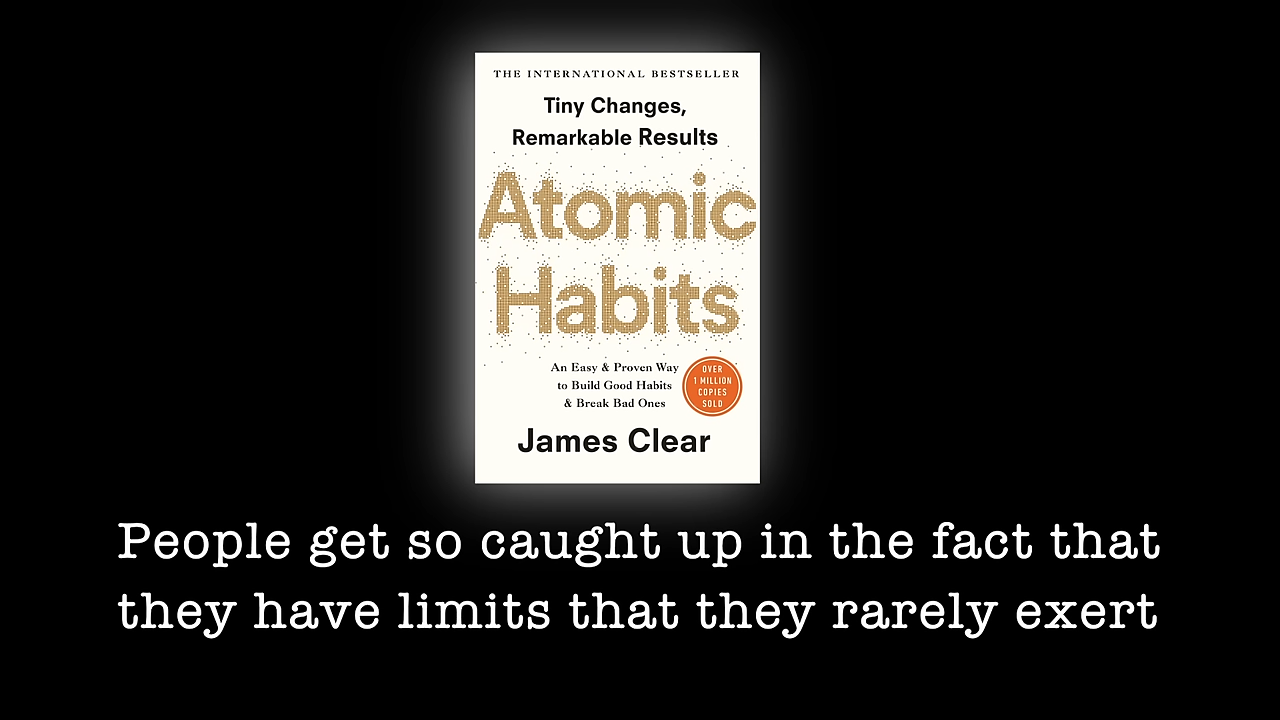 THE INTERNATIONAL BESTSELLER
Tiny Changes,
Remarkable Results
Atomic
Habits
An Easy & Proven Way
to Build Good Habits
& Break Bad Ones
OVER
1 MILLION
COPIES
SOLD
James Clear
People get so caught up in the fact that
they have limits that they rarely exert